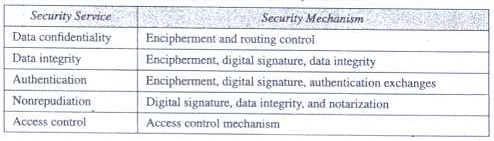 Security Service Security Mechanism
Data confidentiality Encipherment and routing control
Data integrity Encipherment, digital signature, data integrity
Authentication Encipherment, digital signature, authentication exchanges
Nonrepudiation Digital signature, data integrity, and notarization
Access control Access control mechanism